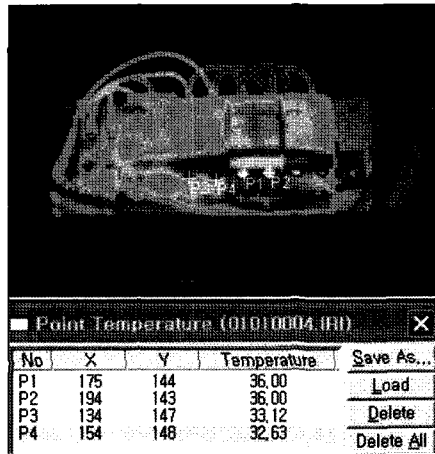 P3 P4 P1 P2
Point Temperature (01010004.IRI)
No X Y Temperature Save As...
P1 175 144 36,00 Load
P2 194 143 36,00
P3 134 147 33,12 Delete
P4 154 148 32,63 Delete All